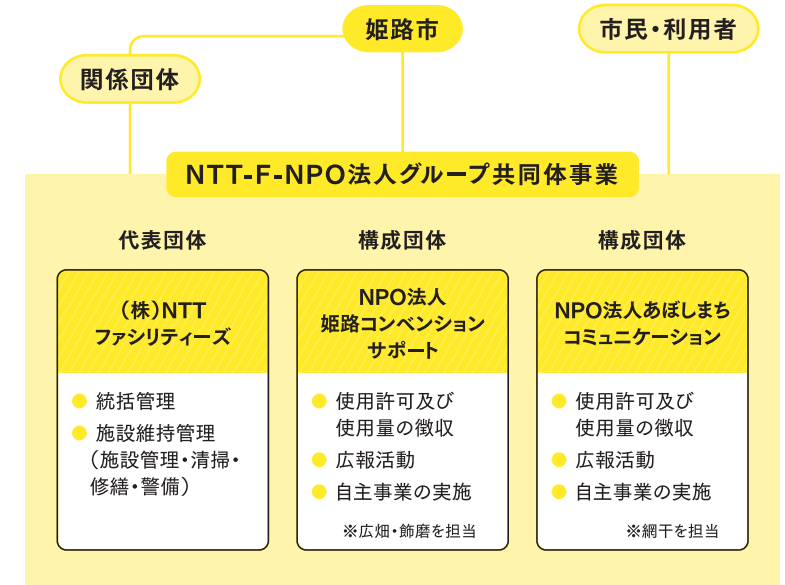 姫路市
市民・利用者
関係団体
NTT-F-NPO法人グループ共同体事業
代表団体
（株）NTT
ファシリティーズ
● 統括管理
● 施設維持管理
（施設管理・清掃・
修繕・警備）
構成団体
NPO法人
姫路コンベンション
サポート
● 使用許可及び
使用量の徴収
● 広報活動
● 自主事業の実施
※広畑・飾磨を担当
構成団体
NPO法人あぼしまち
コミュニケーション
● 使用許可及び
使用量の徴収
● 広報活動
● 自主事業の実施
※網干を担当